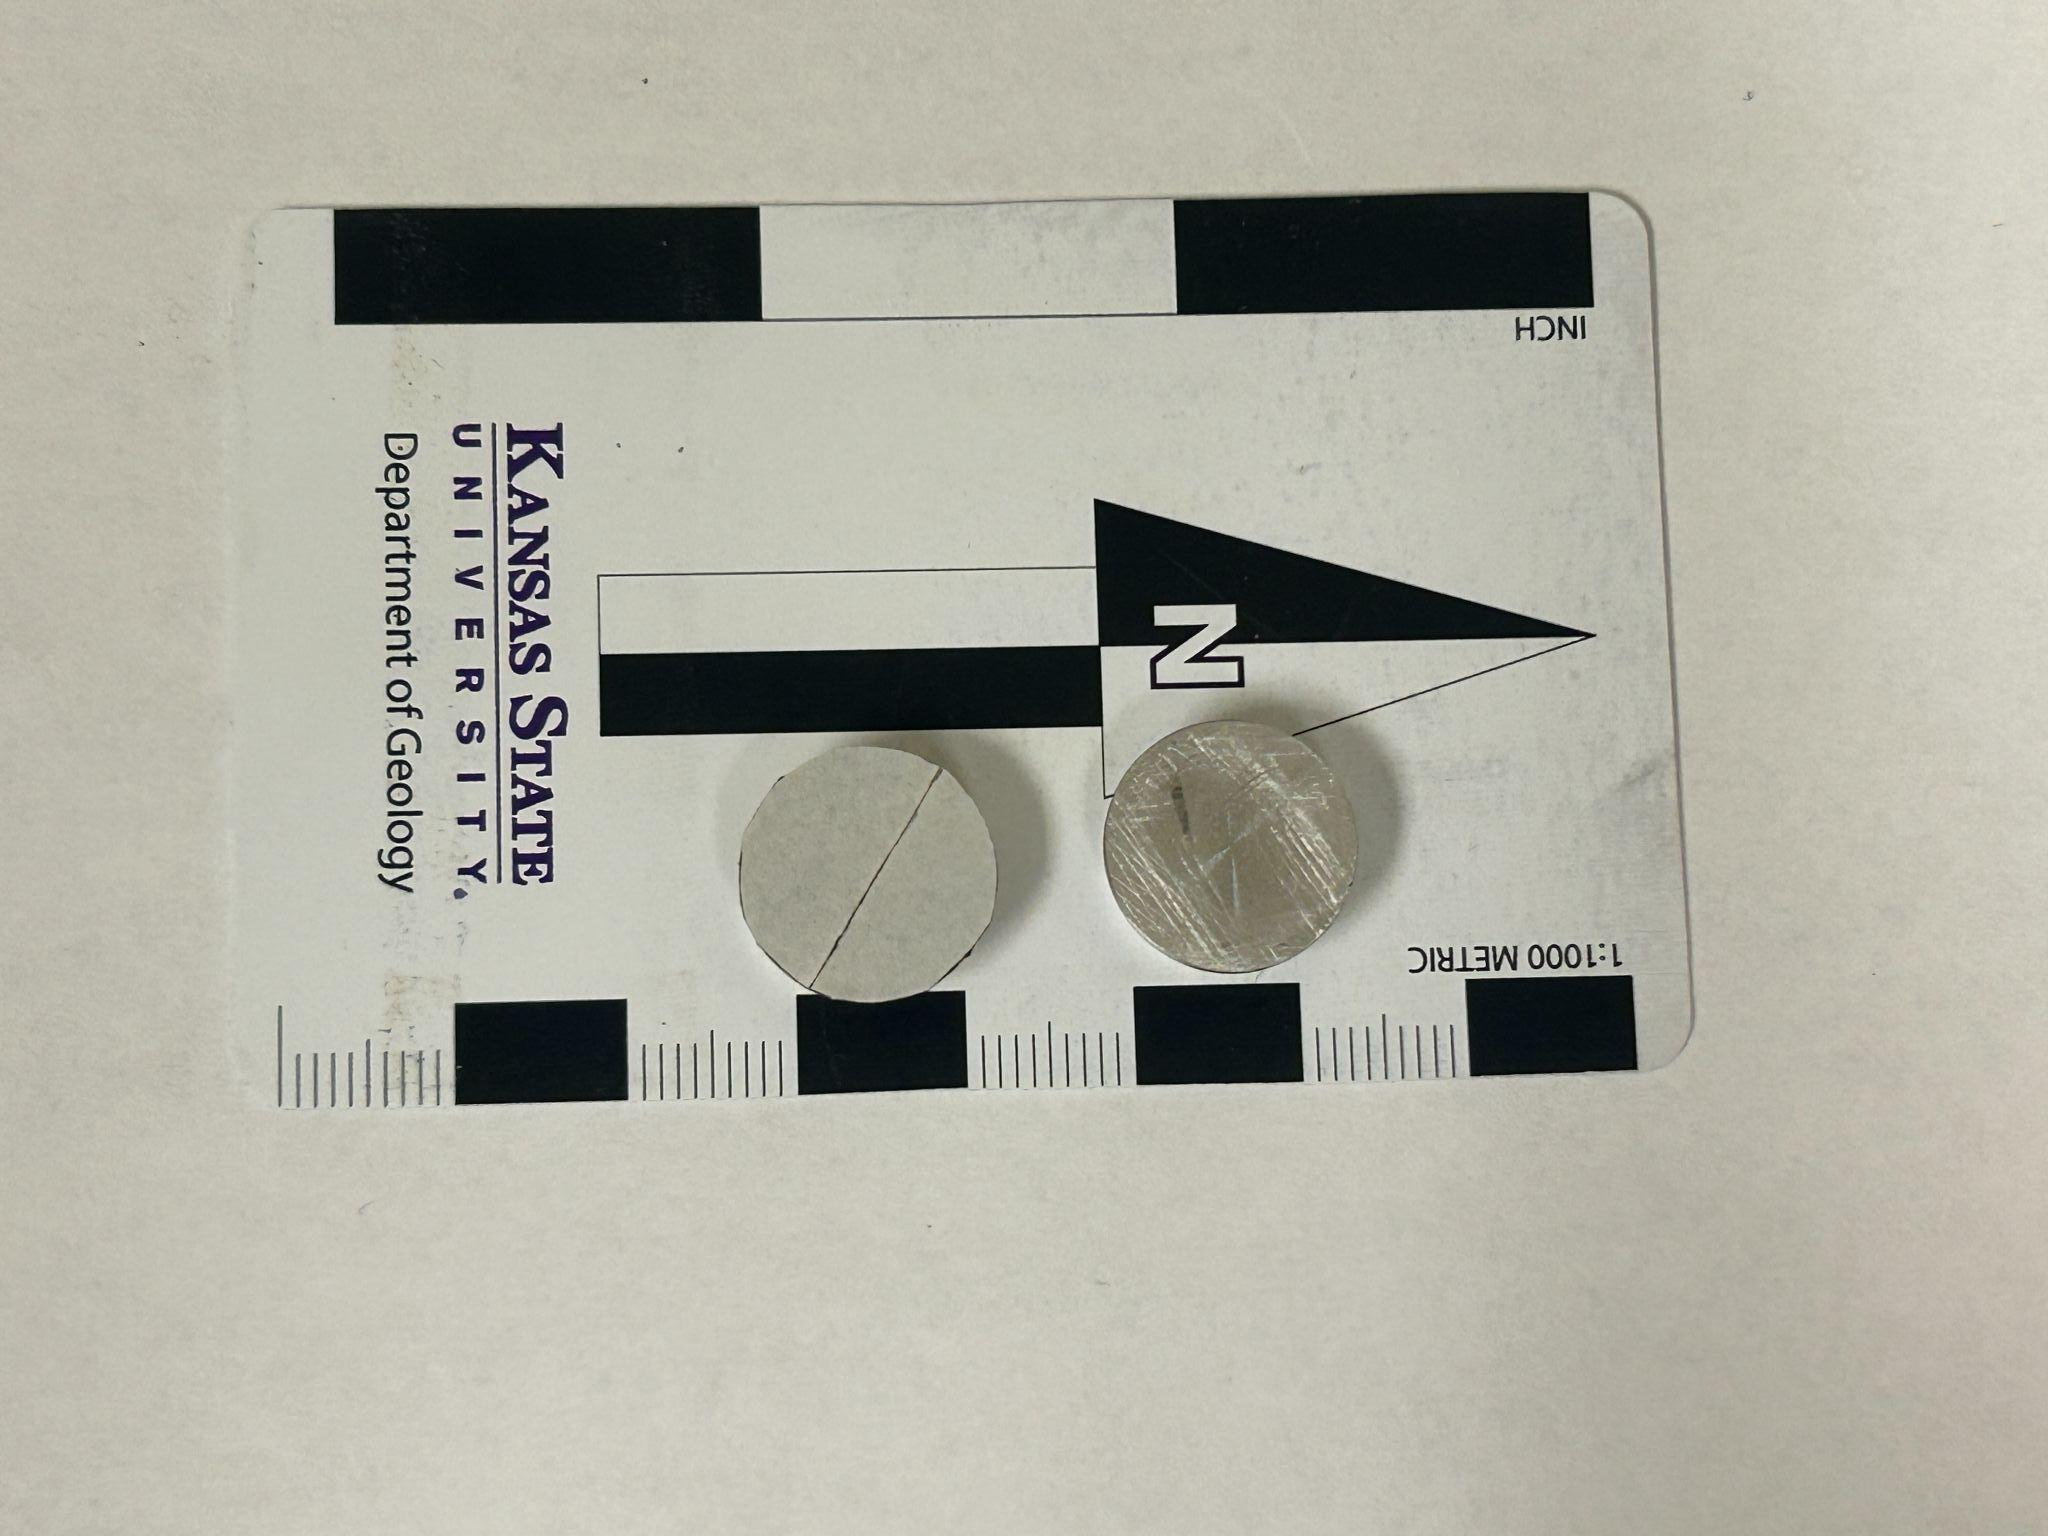 INCH
KANSAS STATE
UNIVERSITY.
Department of Geology
N
1:1000 METRIC